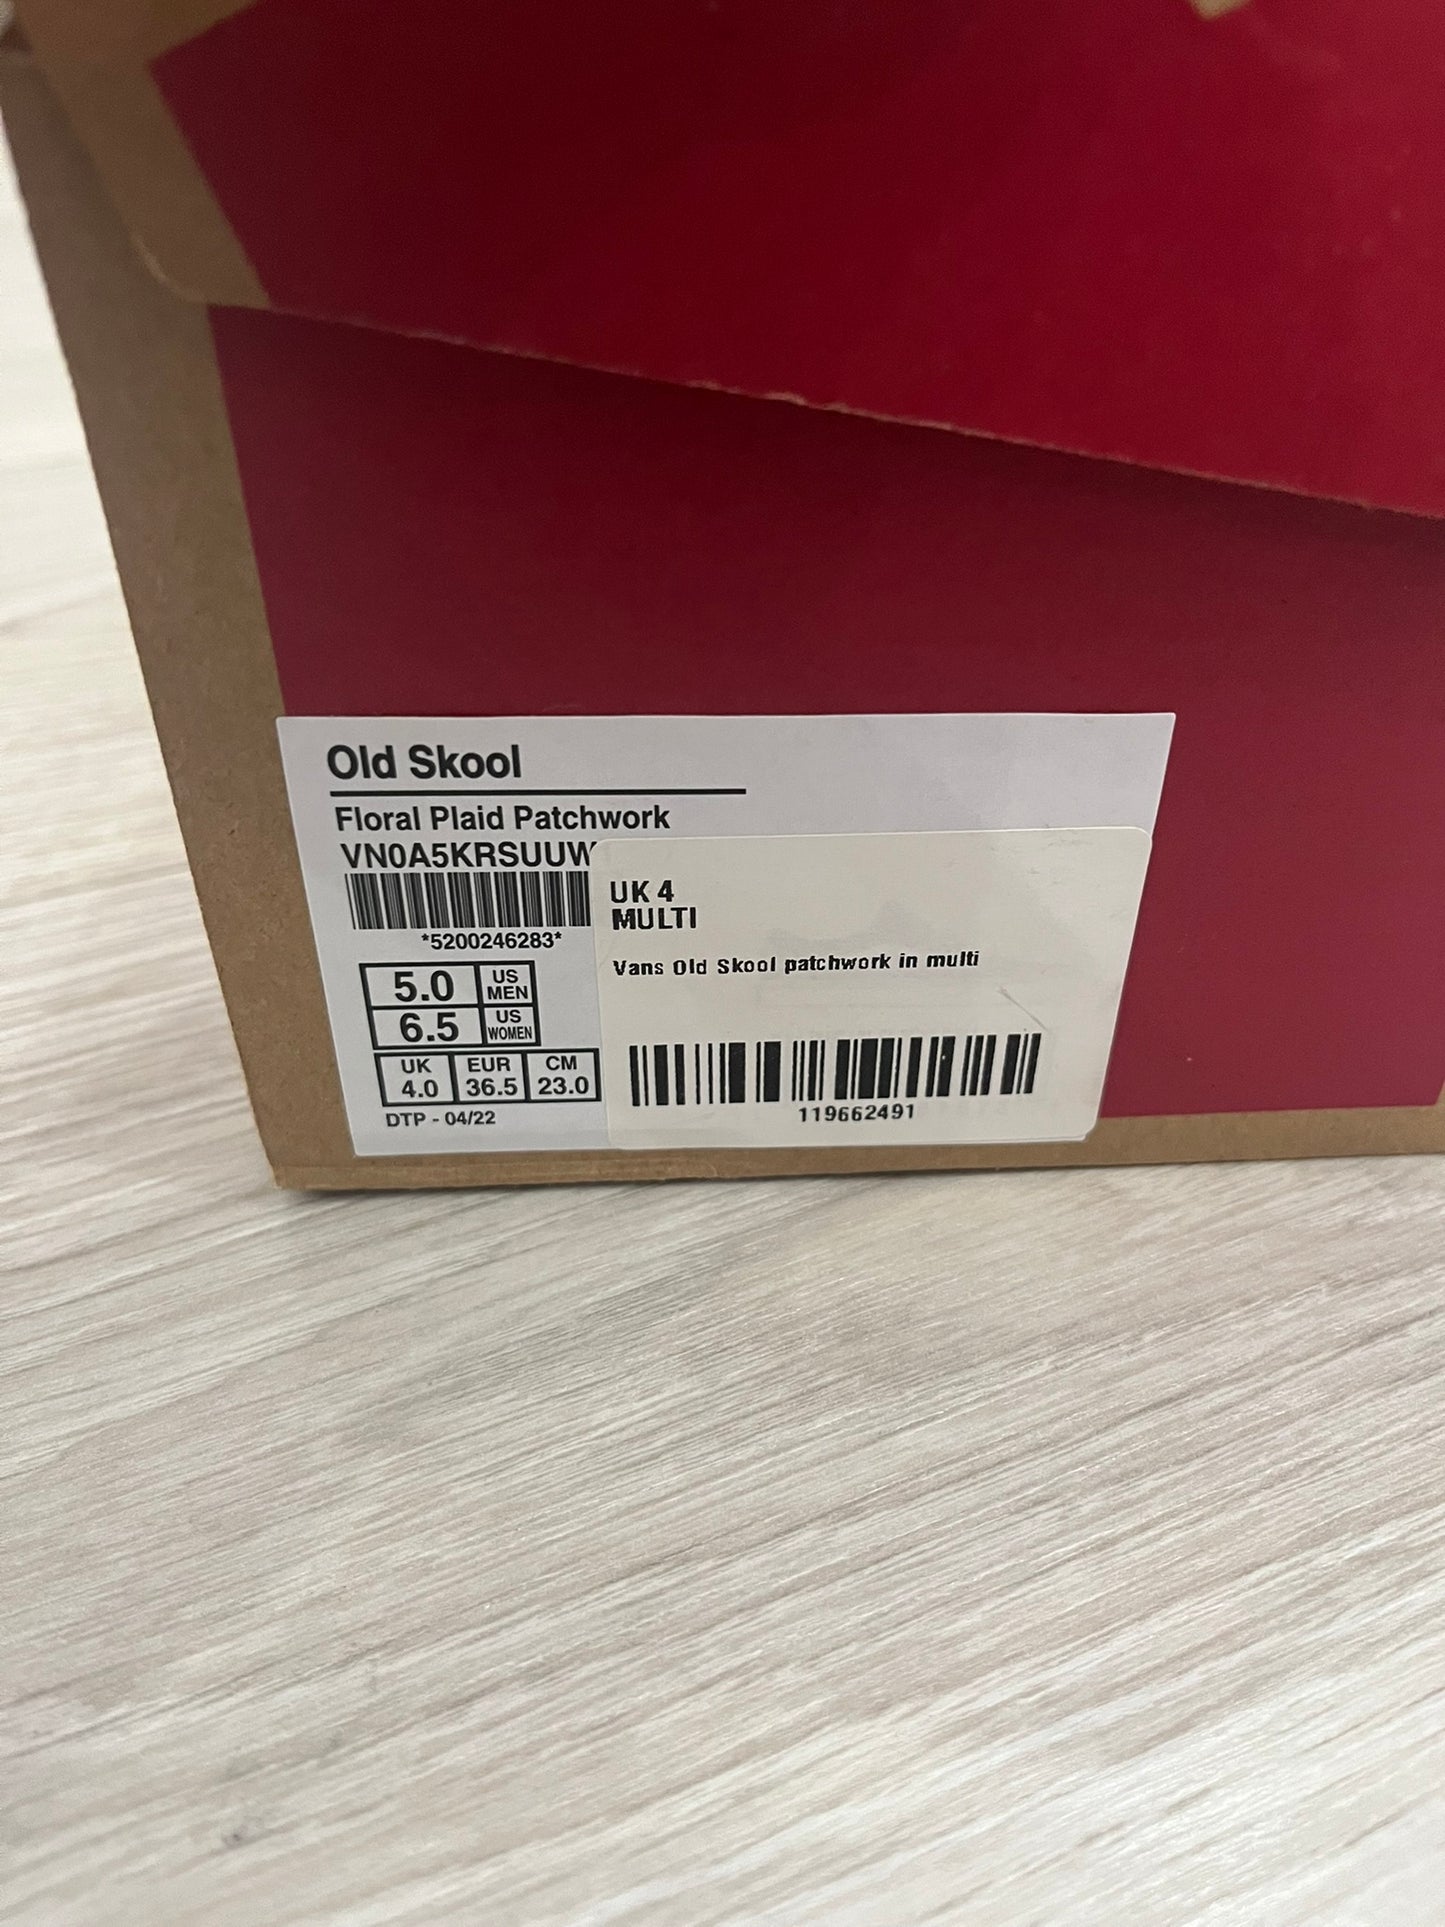 Old Skool
Floral Plaid Patchwork
VN0A5KRSUUW
*5200246283*
5.0 US MEN
6.5 US WOMEN
UK EUR CM
4.0 36.5 23.0
DTP - 04/22
UK 4
MULTI
Vans Old Skool patchwork in multi
119662491